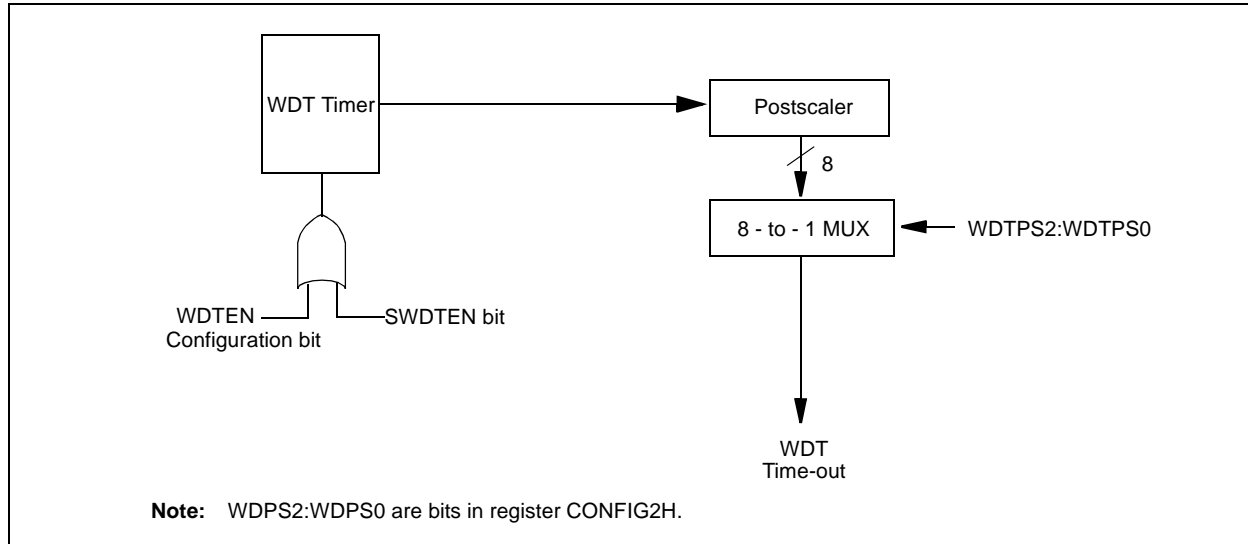 WDT Timer
Postscaler
8
8 - to - 1 MUX
WDTPS2:WDTPS0
WDTEN
Configuration bit
SWDTEN bit
WDT
Time-out
Note: WDPS2:WDPS0 are bits in register CONFIG2H.